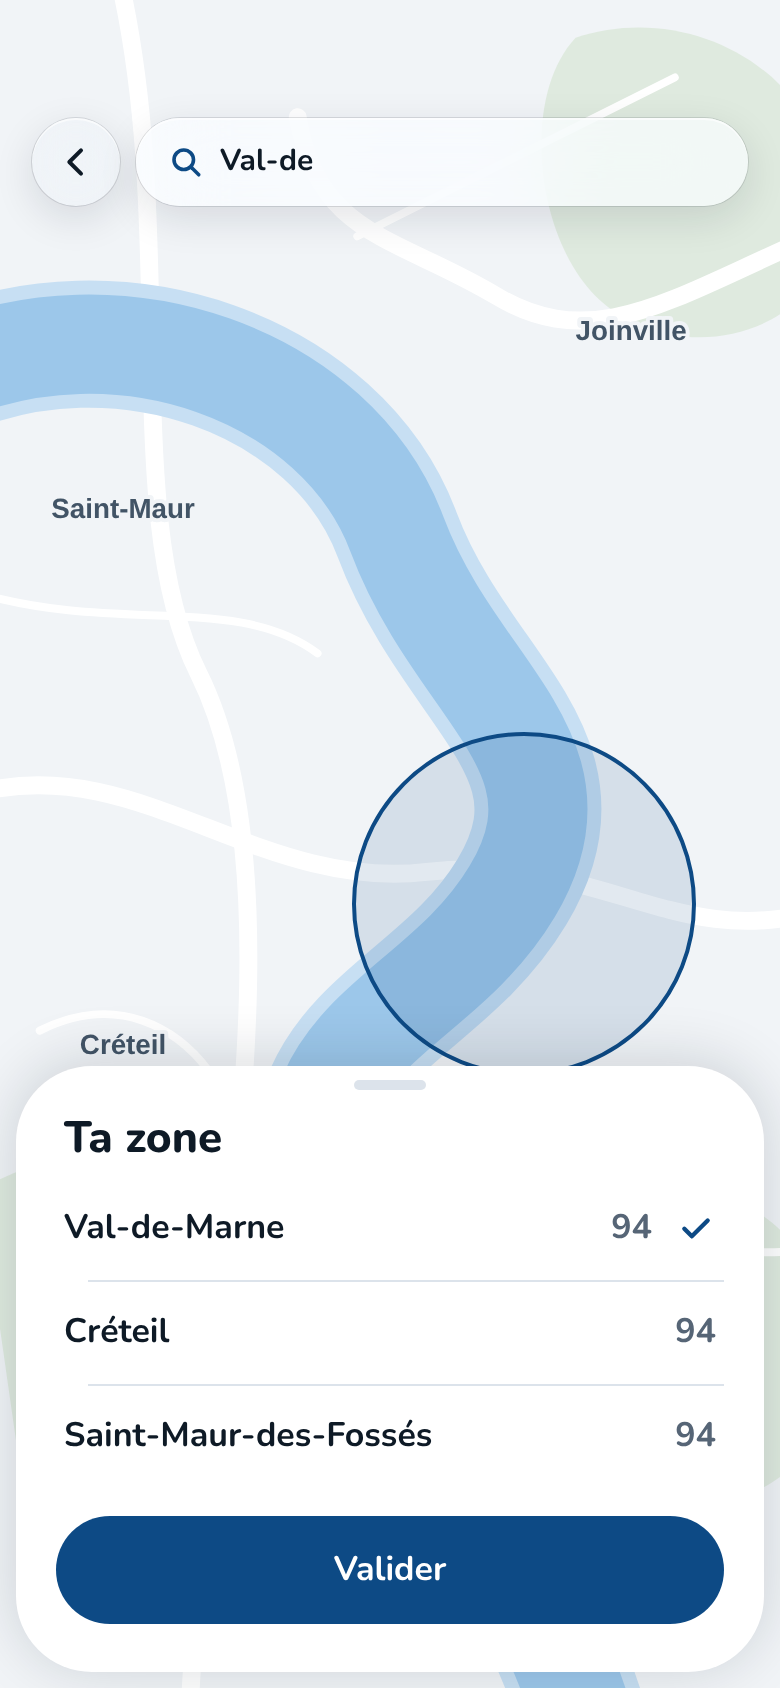 Val-de
Joinville
Saint-Maur
Créteil
Ta zone
Val-de-Marne 94
Créteil 94
Saint-Maur-des-Fossés 94
Valider